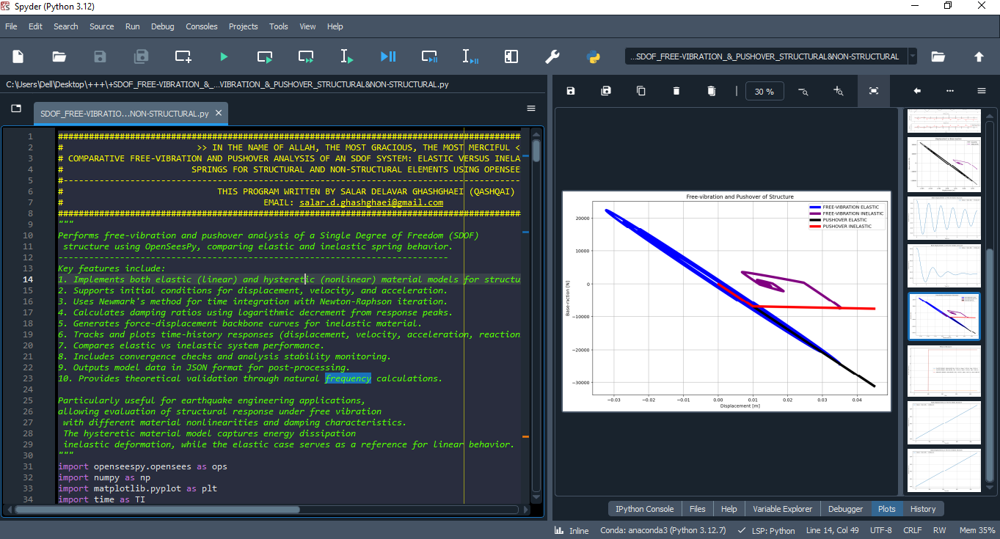 Spyder (Python 3.12)
File Edit Search Source Run Debug Consoles Projects Tools View Help
...SDOF_FREE-VIBRATION_&_PUSHOVER_STRUCTURAL&NON-STRUCTURAL
C:\Users\Dell\Desktop\+++\+SDOF_FREE-VIBRATION_&_...VIBRATION_&_PUSHOVER_STRUCTURAL&NON-STRUCTURAL.py
30 %
SDOF_FREE-VIBRATIO...NON-STRUCTURAL.py
1 ##########################################################################################
2 # >> IN THE NAME OF ALLAH, THE MOST GRACIOUS, THE MOST MERCIFUL <
3 # COMPARATIVE FREE-VIBRATION AND PUSHOVER ANALYSIS OF AN SDOF SYSTEM: ELASTIC VERSUS INELA
4 # SPRINGS FOR STRUCTURAL AND NON-STRUCTURAL ELEMENTS USING OPENSEE
5 #-----------------------------------------------------------------------------------------
6 # THIS PROGRAM WRITTEN BY SALAR DELAVAR GHASHGHAEI (QASHQAI)
7 # EMAIL: salar.d.ghashghaei@gmail.com
8 ##########################################################################################
9 """
10 Performs free-vibration and pushover analysis of a Single Degree of Freedom (SDOF)
11 structure using OpenSeesPy, comparing elastic and inelastic spring behavior.
12 ----------------------------------------------------------------------------
13 Key features include:
14 1. Implements both elastic (linear) and hysteretic (nonlinear) material models for structu
15 2. Supports initial conditions for displacement, velocity, and acceleration.
16 3. Uses Newmark's method for time integration with Newton-Raphson iteration.
17 4. Calculates damping ratios using logarithmic decrement from response peaks.
18 5. Generates force-displacement backbone curves for inelastic material.
19 6. Tracks and plots time-history responses (displacement, velocity, acceleration, reaction
20 7. Compares elastic vs inelastic system performance.
21 8. Includes convergence checks and analysis stability monitoring.
22 9. Outputs model data in JSON format for post-processing.
23 10. Provides theoretical validation through natural frequency calculations.
24
25 Particularly useful for earthquake engineering applications,
26 allowing evaluation of structural response under free vibration
27 with different material nonlinearities and damping characteristics.
28 The hysteretic material model captures energy dissipation
29 inelastic deformation, while the elastic case serves as a reference for linear behavior.
30 """
31 import openseespy.opensees as ops
32 import numpy as np
33 import matplotlib.pyplot as plt
34 import time as TI
Free-vibration and Pushover of Structure
FREE-VIBRATION ELASTIC
FREE-VIBRATION INELASTIC
PUSHOVER ELASTIC
PUSHOVER INELASTIC
20000
10000
0
−10000
−20000
−30000
Base-raction [N]
−0.03 −0.02 −0.01 0.00 0.01 0.02 0.03 0.04
Displacement [m]
IPython Console Files Help Variable Explorer Debugger Plots History
Inline Conda: anaconda3 (Python 3.12.7) LSP: Python Line 14, Col 49 UTF-8 CRLF RW Mem 35%